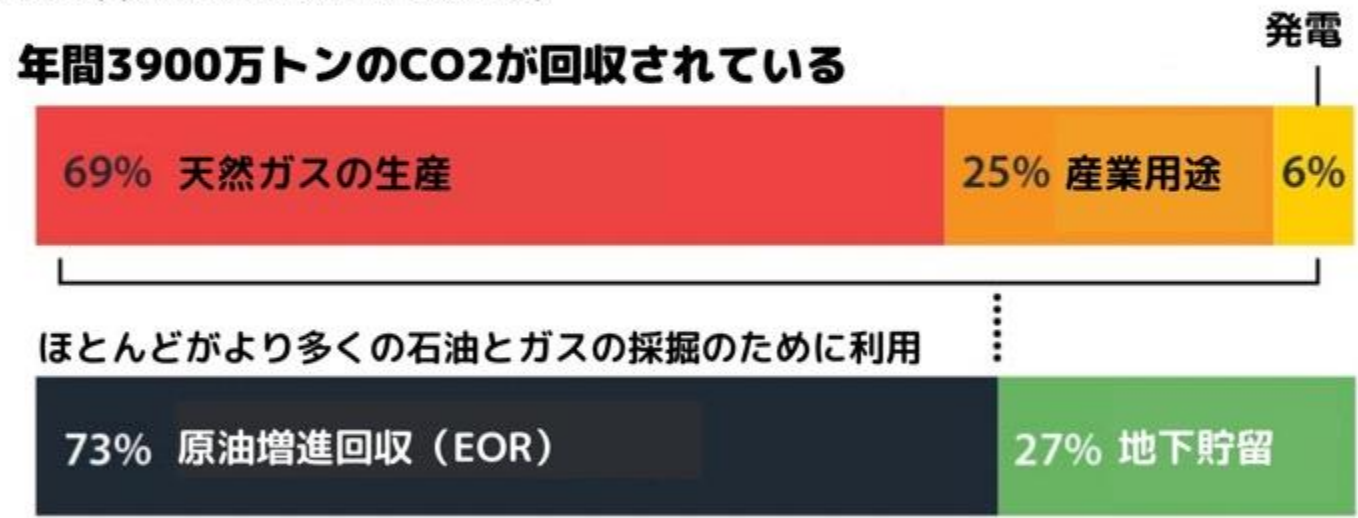 発電
年間3900万トンのCO2が回収されている
69% 天然ガスの生産 25% 産業用途 6%
ほとんどがより多くの石油とガスの採掘のために利用
73% 原油増進回収（EOR） 27% 地下貯留